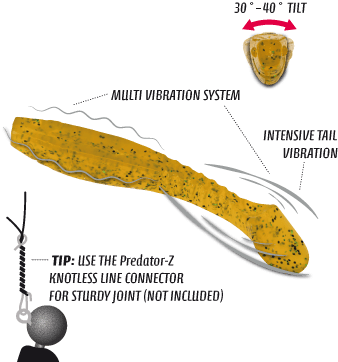 30°–40° TILT
MULTI VIBRATION SYSTEM
INTENSIVE TAIL
VIBRATION
TIP: USE THE Predator-Z
KNOTLESS LINE CONNECTOR
FOR STURDY JOINT (NOT INCLUDED)